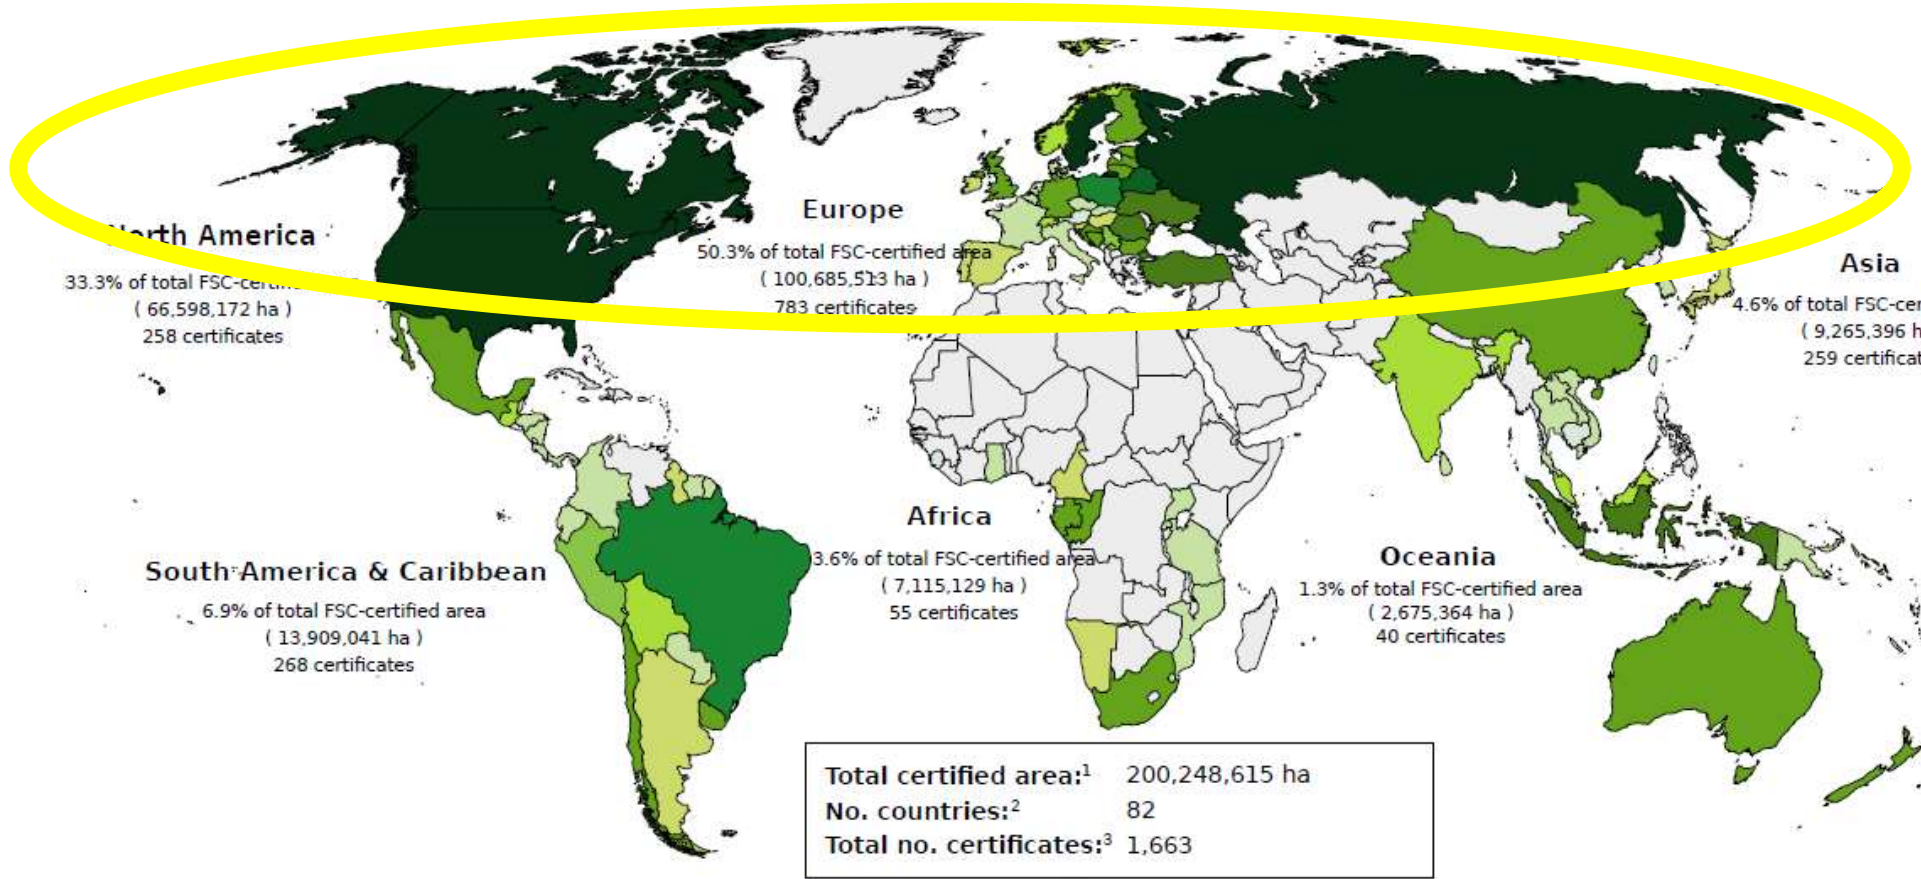 North America
33.3% of total FSC-certified
( 66,598,172 ha )
258 certificates
Europe
50.3% of total FSC-certified area
( 100,685,513 ha )
783 certificates
Asia
4.6% of total
( 9,265,396
259
South America & Caribbean
6.9% of total FSC-certified area
( 13,909,041 ha )
268 certificates
Africa
3.6% of total FSC-certified area
( 7,115,129 ha )
55 certificates
Oceania
1.3% of total FSC-certified area
( 2,675,364 ha )
40 certificates
Total certified area:¹ 200,248,615 ha
No. countries:² 82
Total no. certificates:³ 1,663